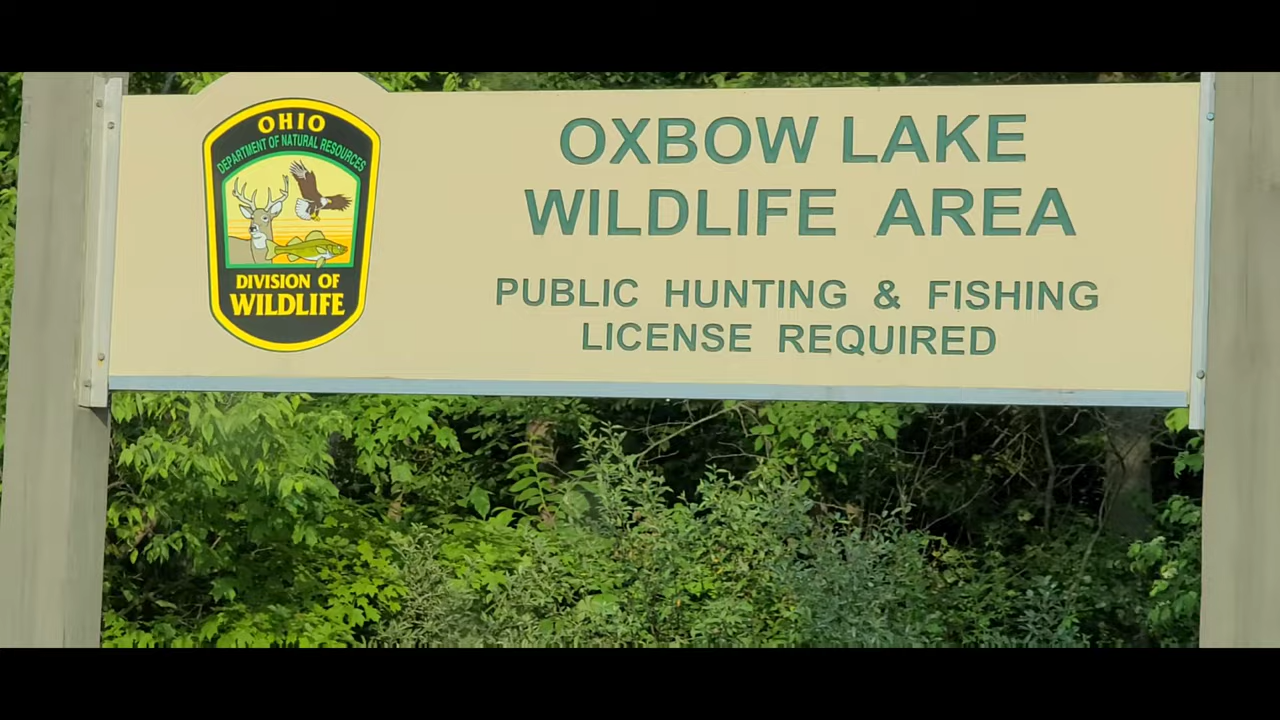 OHIO
DEPARTMENT OF NATURAL RESOURCES
DIVISION OF
WILDLIFE
OXBOW LAKE
WILDLIFE AREA
PUBLIC HUNTING & FISHING
LICENSE REQUIRED